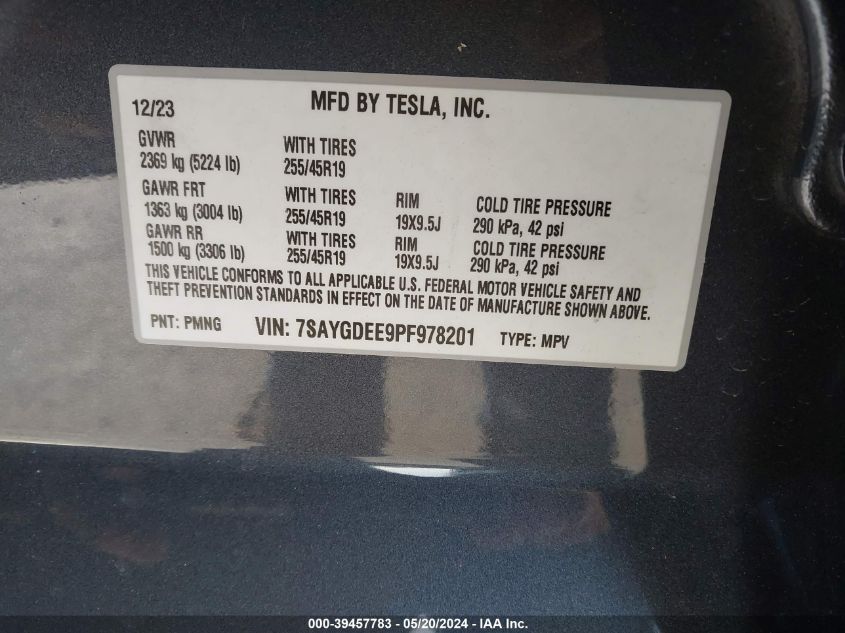 12/23 MFD BY TESLA, INC.
GVWR WITH TIRES
2369 kg (5224 lb) 255/45R19
GAWR FRT WITH TIRES RIM COLD TIRE PRESSURE
1363 kg (3004 lb) 255/45R19 19X9.5J 290 kPa, 42 psi
GAWR RR WITH TIRES RIM COLD TIRE PRESSURE
1500 kg (3306 lb) 255/45R19 19X9.5J 290 kPa, 42 psi
THIS VEHICLE CONFORMS TO ALL APPLICABLE U.S. FEDERAL MOTOR VEHICLE SAFETY AND
THEFT PREVENTION STANDARDS IN EFFECT ON THE DATE OF MANUFACTURE SHOWN ABOVE.
PNT: PMNG VIN: 7SAYGDEE9PF978201 TYPE: MPV
000-39457783 - 05/20/2024 - IAA Inc.